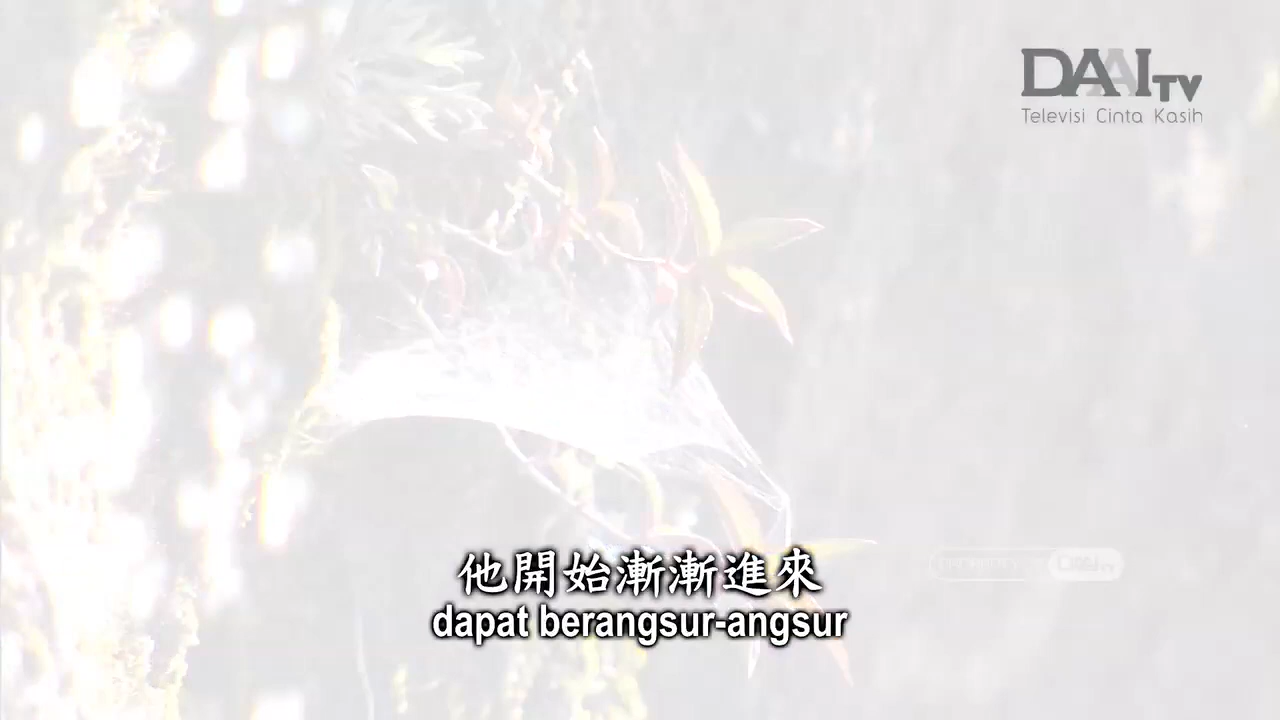 DAAI TV
Televisi Cinta Kasih
他開始漸漸進來
dapat berangsur-angsur